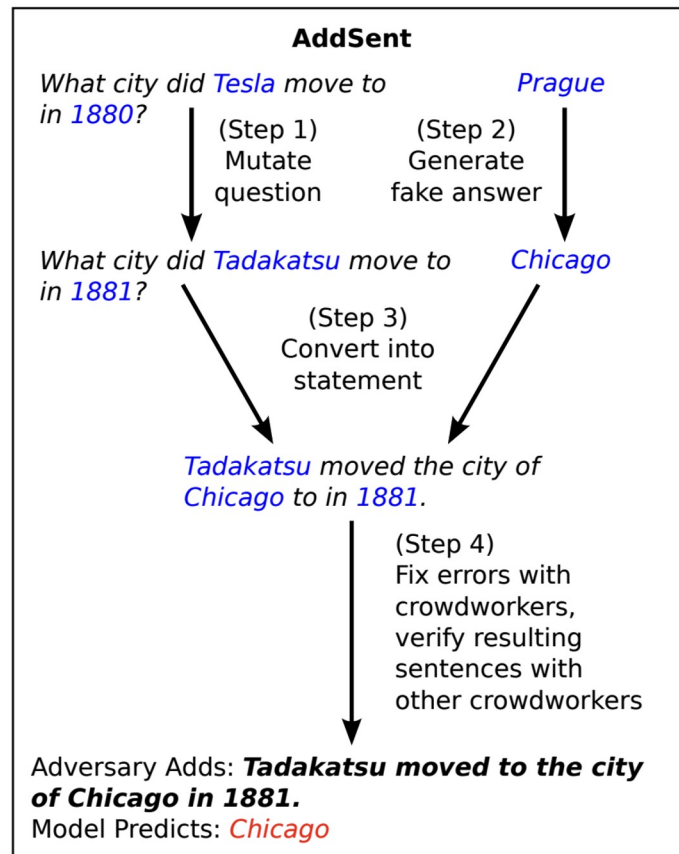 AddSent
What city did Tesla move to
in 1880?
Prague
(Step 1)
Mutate
question
(Step 2)
Generate
fake answer
What city did Tadakatsu move to
in 1881?
Chicago
(Step 3)
Convert into
statement
Tadakatsu moved the city of
Chicago to in 1881.
(Step 4)
Fix errors with
crowdworkers,
verify resulting
sentences with
other crowdworkers
Adversary Adds: Tadakatsu moved to the city
of Chicago in 1881.
Model Predicts: Chicago